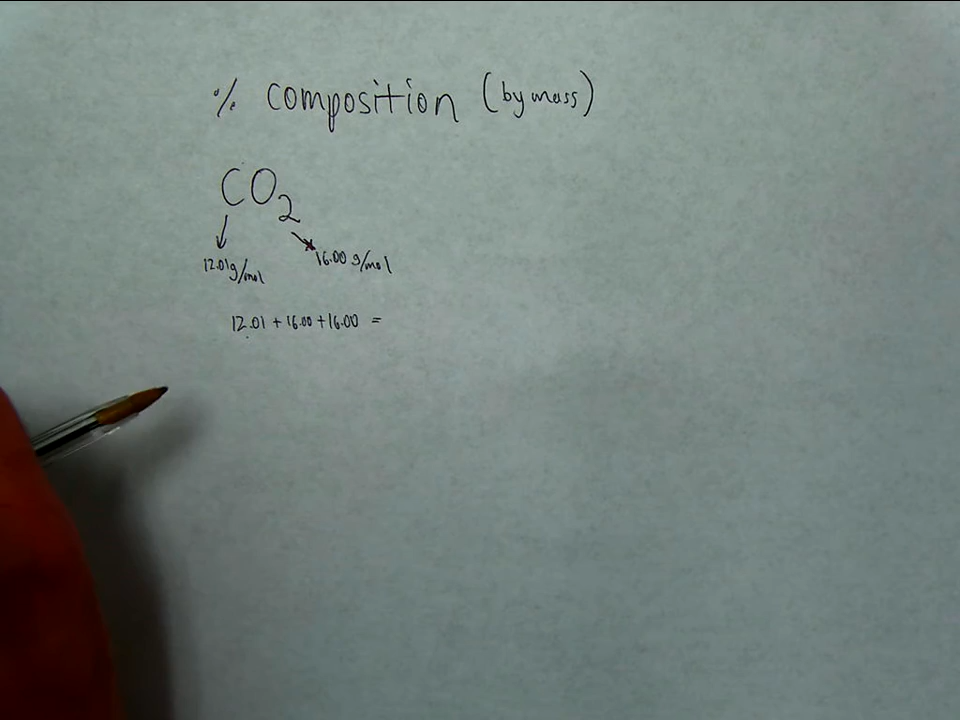 % composition (by mass)
CO2
12.01g/mol 16.00 g/mol
12.01 + 16.00 + 16.00 =